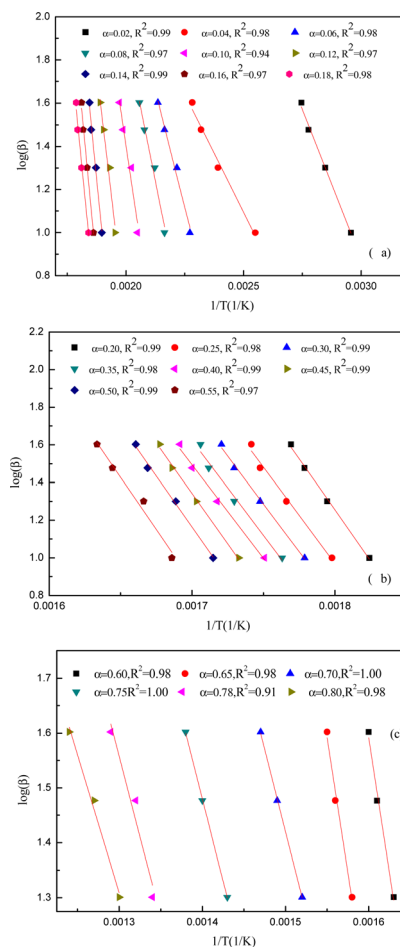 α=0.02, R²=0.99 α=0.04, R²=0.98 α=0.06, R²=0.98
α=0.08, R²=0.97 α=0.10, R²=0.94 α=0.12, R²=0.97
α=0.14, R²=0.99 α=0.16, R²=0.97 α=0.18, R²=0.98
2.0
1.8
1.6
1.4
1.2
1.0
0.8
log(β)
( a)
0.0020 0.0025 0.0030
1/T(1/K)
α=0.20, R²=0.99 α=0.25, R²=0.98 α=0.30, R²=0.99
α=0.35, R²=0.98 α=0.40, R²=0.99 α=0.45, R²=0.99
α=0.50, R²=0.99 α=0.55, R²=0.97
2.2
2.0
1.8
1.6
1.4
1.2
1.0
0.8
log(β)
( b)
0.0016 0.0017 0.0018
1/T(1/K)
α=0.60,R²=0.98 α=0.65,R²=0.98 α=0.70,R²=1.00
α=0.75R²=1.00 α=0.78,R²=0.91 α=0.80,R²=0.98
1.7
1.6
1.5
1.4
1.3
log(β)
(c
0.0013 0.0014 0.0015 0.0016
1/T(1/K)